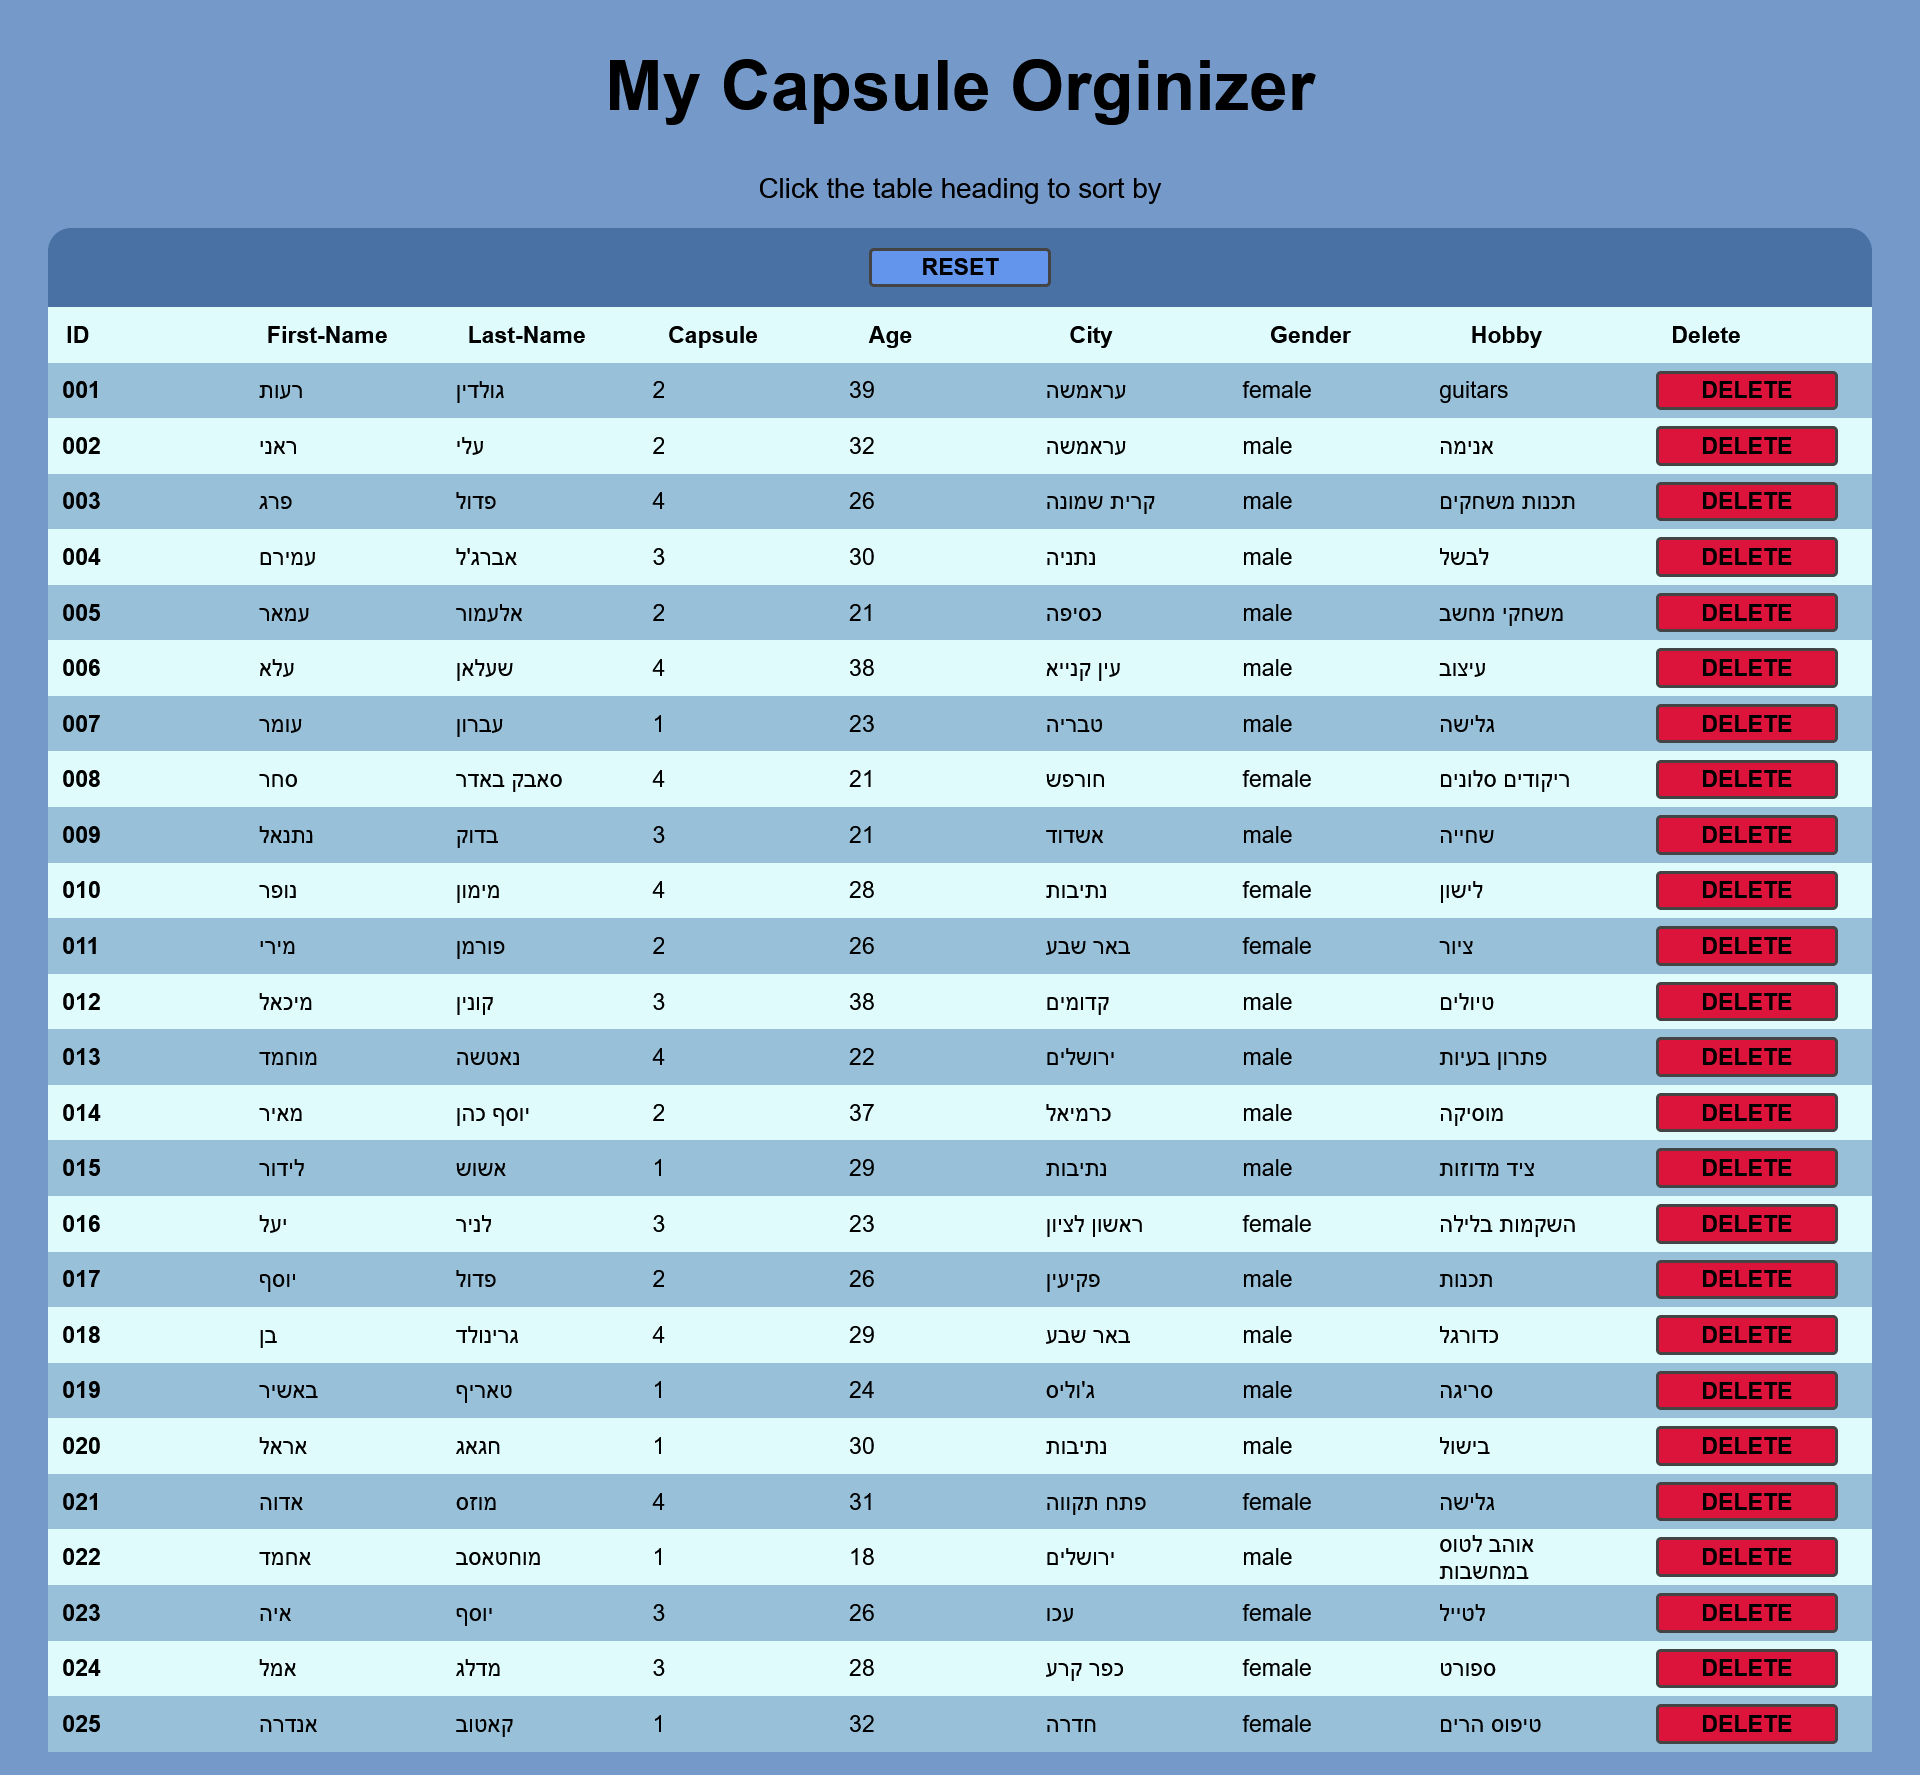 My Capsule Orginizer
Click the table heading to sort by
RESET
ID First-Name Last-Name Capsule Age City Gender Hobby Delete
001 רעות גולדין 2 39 עראמשה female guitars DELETE
002 ראני עלי 2 32 עראמשה male אנימה DELETE
003 פרג פדול 4 26 קרית שמונה male תכנות משחקים DELETE
004 עמירם אברג'ל 3 30 נתניה male לבשל DELETE
005 עמאר אלעמור 2 21 כסיפה male משחקי מחשב DELETE
006 עלא שעלאן 4 38 עין קנייא male עיצוב DELETE
007 עומר עברון 1 23 טבריה male גלישה DELETE
008 סחר סאבק באדר 4 21 חורפש female ריקודים סלונים DELETE
009 נתנאל בדוק 3 21 אשדוד male שחייה DELETE
010 נופר מימון 4 28 נתיבות female לישון DELETE
011 מירי פורמן 2 26 באר שבע female ציור DELETE
012 מיכאל קונין 3 38 קדומים male טיולים DELETE
013 מוחמד נאטשה 4 22 ירושלים male פתרון בעיות DELETE
014 מאיר יוסף כהן 2 37 כרמיאל male מוסיקה DELETE
015 לידור אשוש 1 29 נתיבות male ציד מדוזות DELETE
016 יעל לניר 3 23 ראשון לציון female השקמות בלילה DELETE
017 יוסף פדול 2 26 פקיעין male תכנות DELETE
018 בן גרינולד 4 29 באר שבע male כדורגל DELETE
019 באשיר טאריף 1 24 ג'וליס male סריגה DELETE
020 אראל חגאג 1 30 נתיבות male בישול DELETE
021 אדוה מוזס 4 31 פתח תקווה female גלישה DELETE
022 אחמד מוחטאסב 1 18 ירושלים male אוהב לטוס
במחשבות DELETE
023 איה יוסף 3 26 עכו female לטייל DELETE
024 אמל מדלג 3 28 כפר קרע female ספורט DELETE
025 אנדרה קאטוב 1 32 חדרה female טיפוס הרים DELETE